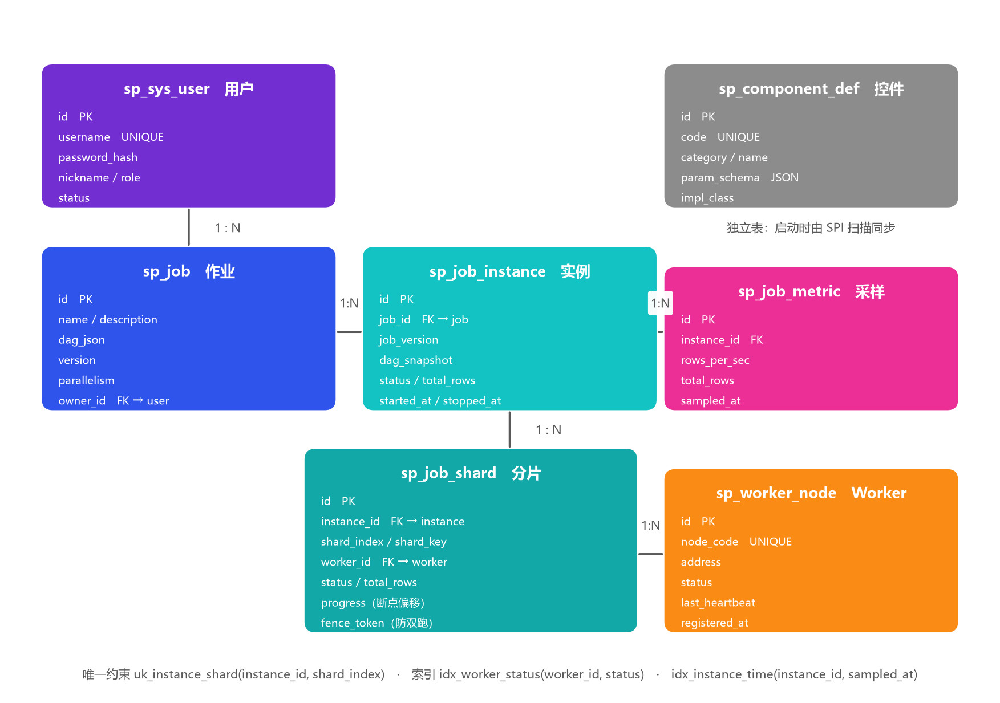 sp_sys_user 用户
id PK
username UNIQUE
password_hash
nickname / role
status
sp_component_def 控件
id PK
code UNIQUE
category / name
param_schema JSON
impl_class
1 : N
独立表：启动时由 SPI 扫描同步
sp_job 作业
id PK
name / description
dag_json
version
parallelism
owner_id FK → user
1:N
sp_job_instance 实例
id PK
job_id FK → job
job_version
dag_snapshot
status / total_rows
started_at / stopped_at
1:N
sp_job_metric 采样
id PK
instance_id FK
rows_per_sec
total_rows
sampled_at
1 : N
sp_job_shard 分片
id PK
instance_id FK → instance
shard_index / shard_key
worker_id FK → worker
status / total_rows
progress（断点偏移）
fence_token（防双跑）
1:N
sp_worker_node Worker
id PK
node_code UNIQUE
address
status
last_heartbeat
registered_at
唯一约束 uk_instance_shard(instance_id, shard_index) · 索引 idx_worker_status(worker_id, status) · idx_instance_time(instance_id, sampled_at)